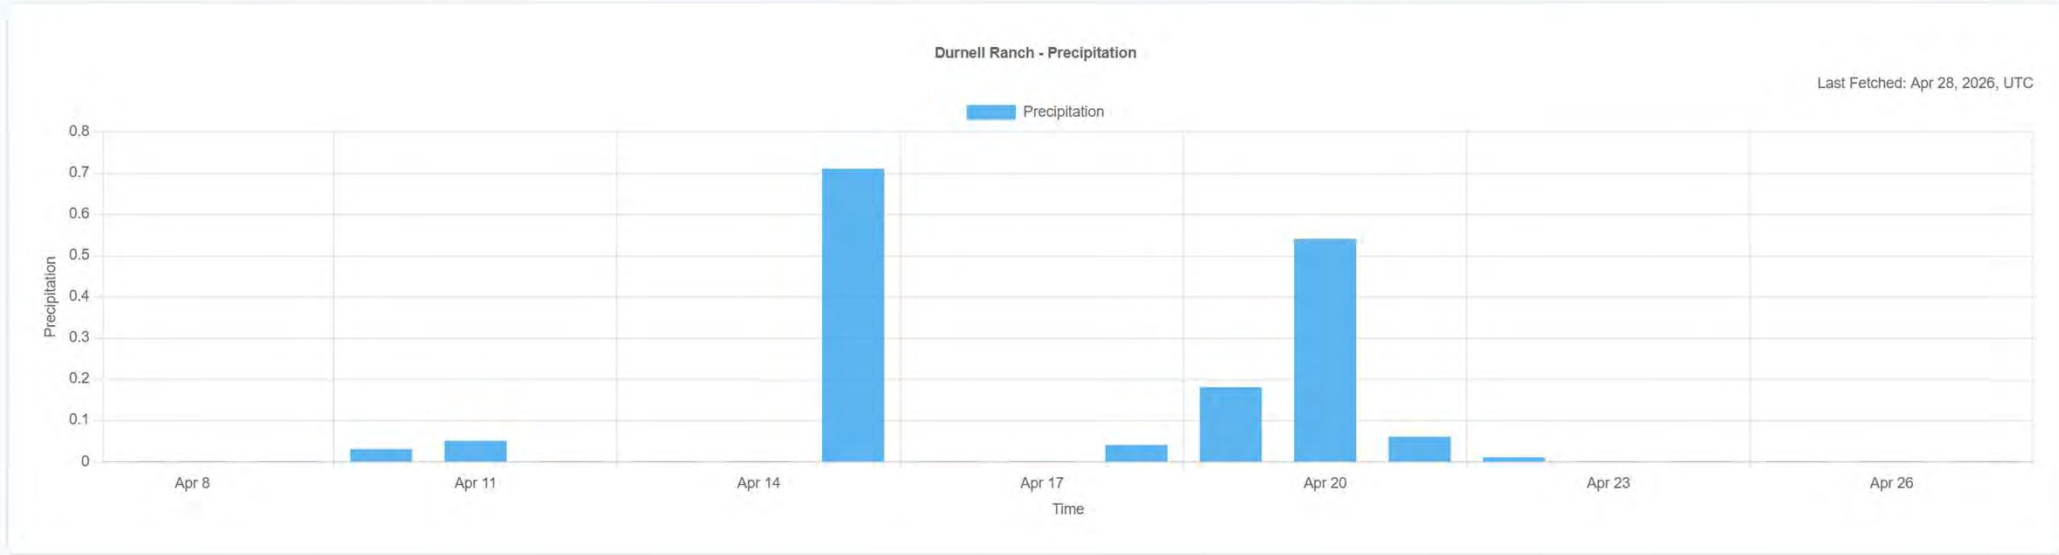 Durnell Ranch - Precipitation
Last Fetched: Apr 28, 2026, UTC
Precipitation
0.8
0.7
0.6
0.5
0.4
0.3
0.2
0.1
0
Precipitation
Apr 8 Apr 11 Apr 14 Apr 17 Apr 20 Apr 23 Apr 26
Time